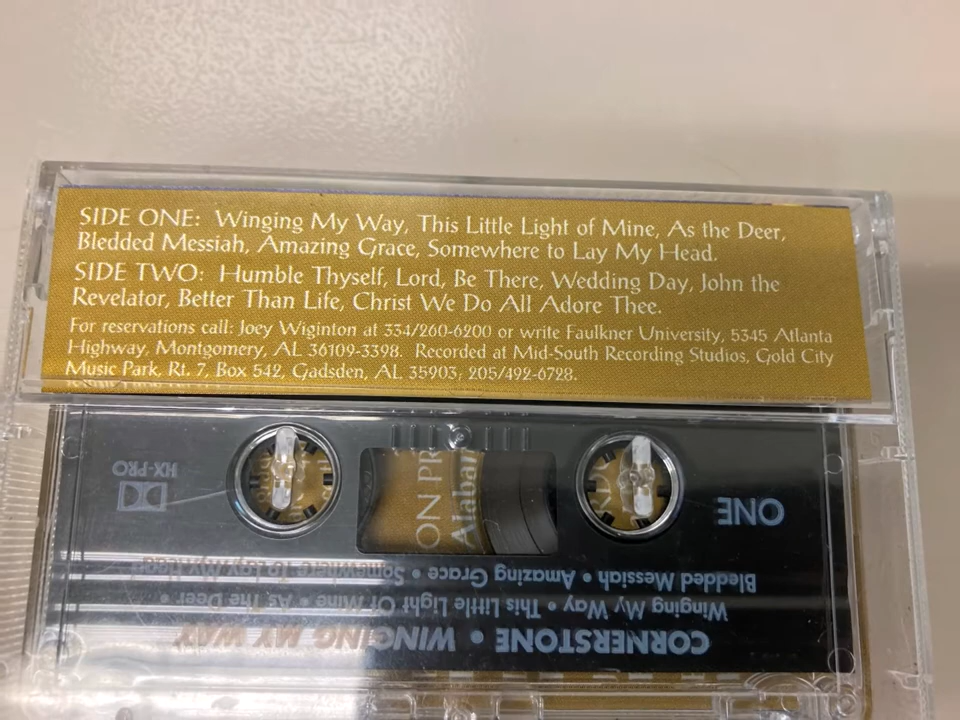 SIDE ONE: Winging My Way, This Little Light of Mine, As the Deer,
Bledded Messiah, Amazing Grace, Somewhere to Lay My Head.
SIDE TWO: Humble Thyself, Lord, Be There, Wedding Day, John the
Revelator, Better Than Life, Christ We Do All Adore Thee.
For reservations call: Joey Wiginton at 334/260-6200 or write Faulkner University, 5345 Atlanta
Highway, Montgomery, AL 36109-3398. Recorded at Mid-South Recording Studios, Gold City
Music Park, Rt. 7, Box 542, Gadsden, AL 35903; 205/492-6728.
CORNERSTONE • WINGING MY WAY
Winging My Way • This Little Light Of Mine • As The Deer •
Bledded Messiah • Amazing Grace • Somewhere To Lay My Head
ONE
HX-PRO
ON PR
Alabam